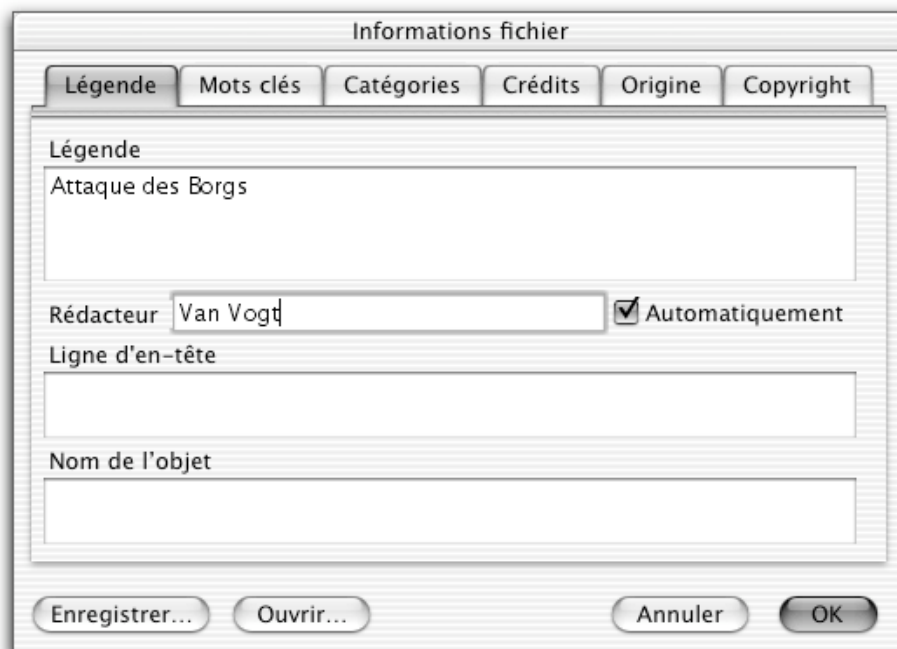 Informations fichier
Légende Mots clés Catégories Crédits Origine Copyright
Légende
Attaque des Borgs
Rédacteur Van Vogt Automatiquement
Ligne d'en-tête
Nom de l'objet
Enregistrer... Ouvrir... Annuler OK